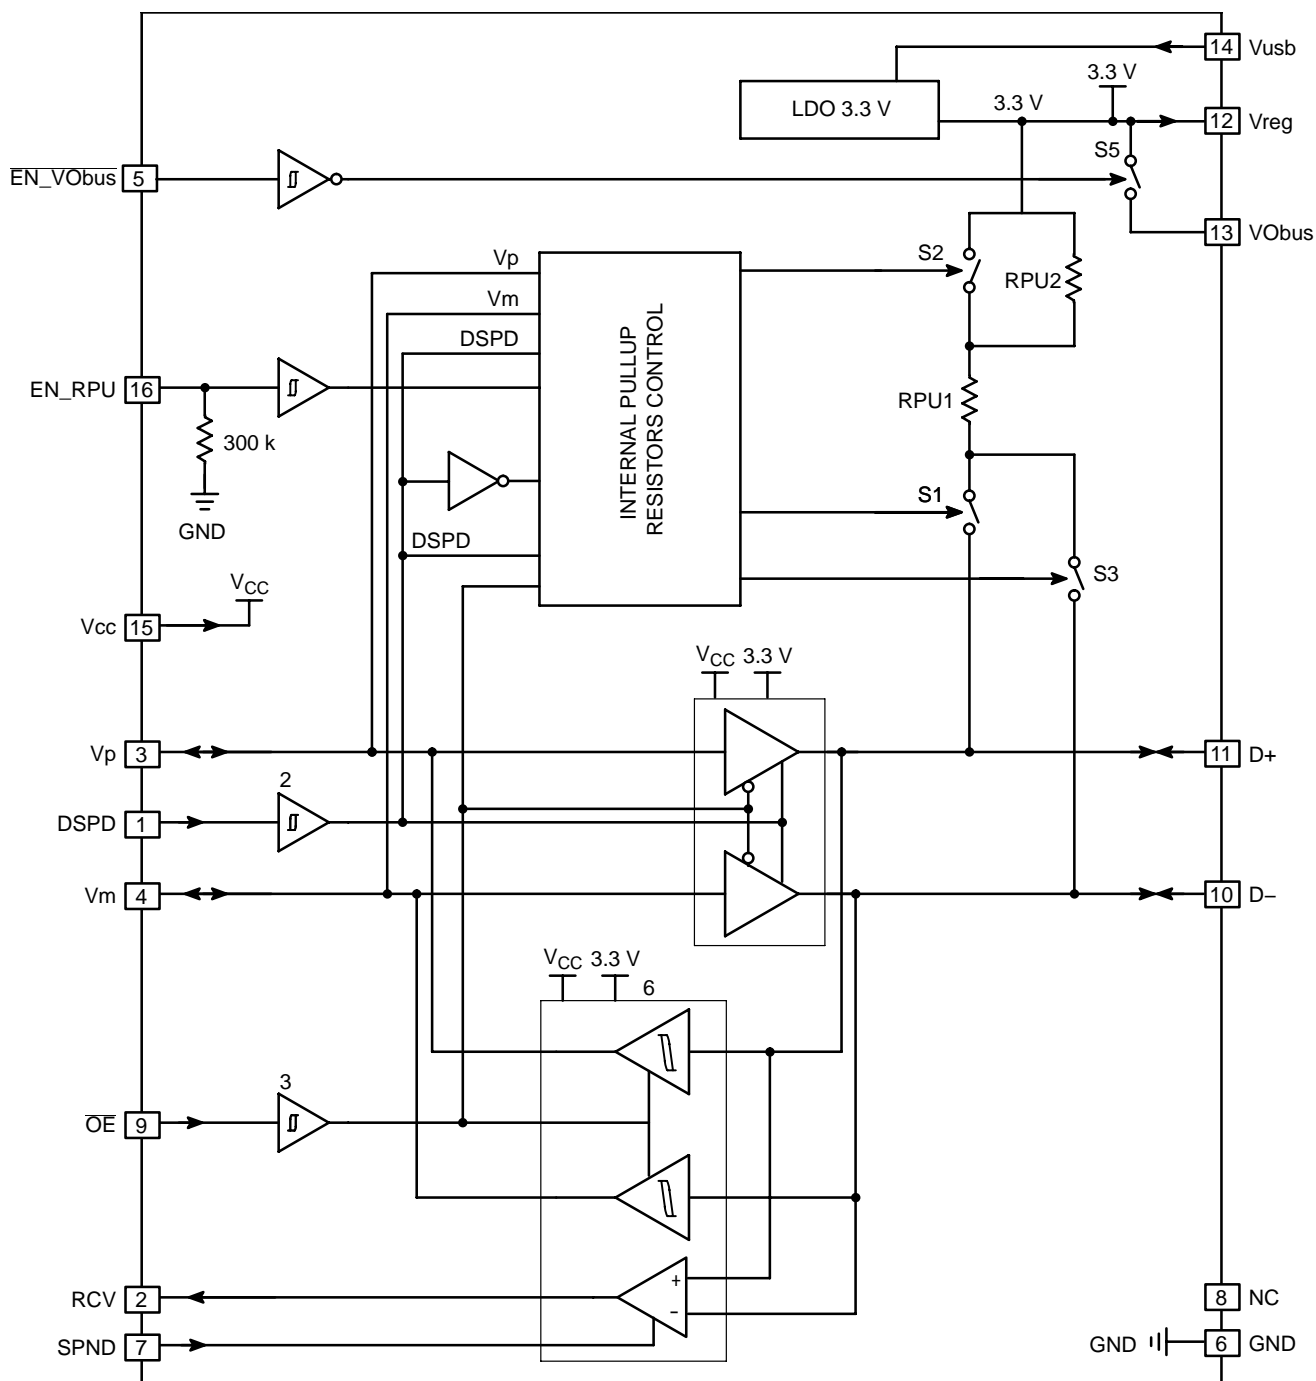 14 Vusb
3.3 V
LDO 3.3 V
3.3 V
12 Vreg
S5
EN_VObus 5
13 VObus
Vp
S2
RPU2
Vm
DSPD
EN_RPU 16
INTERNAL PULLUP
RESISTORS CONTROL
RPU1
300 k
S1
GND
DSPD
S3
VCC
Vcc 15
VCC 3.3 V
Vp 3
11 D+
2
DSPD 1
Vm 4
10 D–
VCC 3.3 V
6
3
OE 9
+
RCV 2
–
8 NC
SPND 7
GND
6 GND